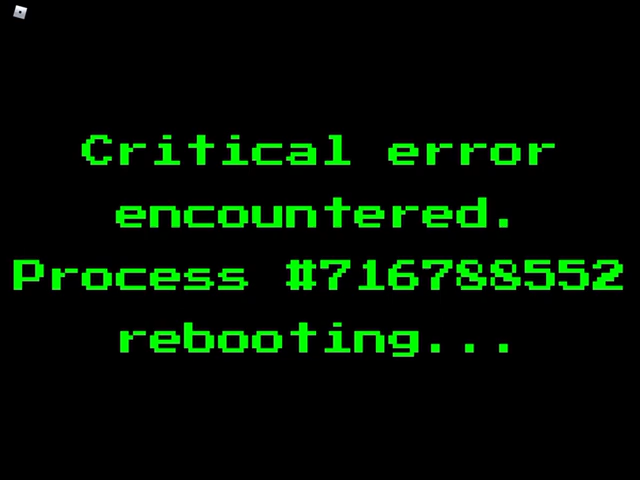 Critical error
encountered.
Process #716788552
rebooting...